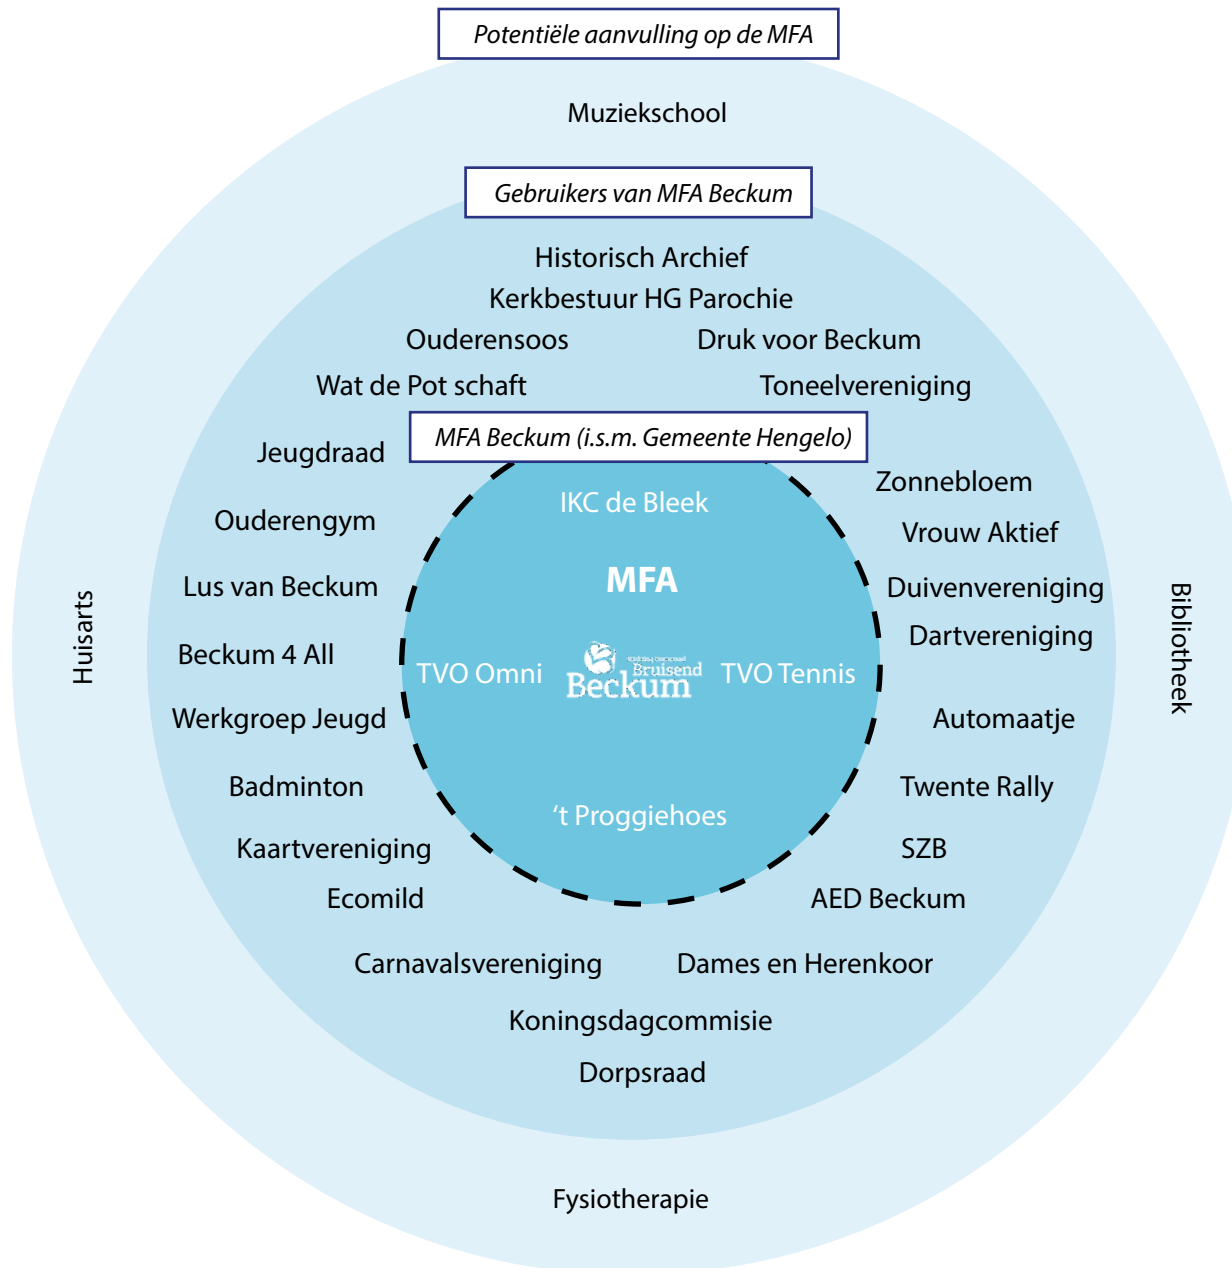 Potentiële aanvulling op de MFA
Muziekschool
Gebruikers van MFA Beckum
Historisch Archief
Kerkbestuur HG Parochie
Ouderensoos
Druk voor Beckum
Wat de Pot schaft
Toneelvereniging
MFA Beckum (i.s.m. Gemeente Hengelo)
Jeugdraad
Zonnebloem
IKC de Bleek
Ouderengym
Vrouw Aktief
MFA
Lus van Beckum
Duivenvereniging
Huisarts
Bibliotheek
Dartvereniging
Beckum 4 All
TVO Omni
Bruisend
Beckum
TVO Tennis
Werkgroep Jeugd
Automaatje
Badminton
Twente Rally
‘t Proggiehoes
Kaartvereniging
SZB
Ecomild
AED Beckum
Carnavalsvereniging
Dames en Herenkoor
Koningsdagcommisie
Dorpsraad
Fysiotherapie